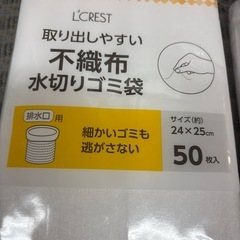 L'CREST
取り出しやすい
不織布
水切りゴミ袋
排水口 用
細かいゴミも
逃がさない
サイズ(約)
24×25cm
50枚入